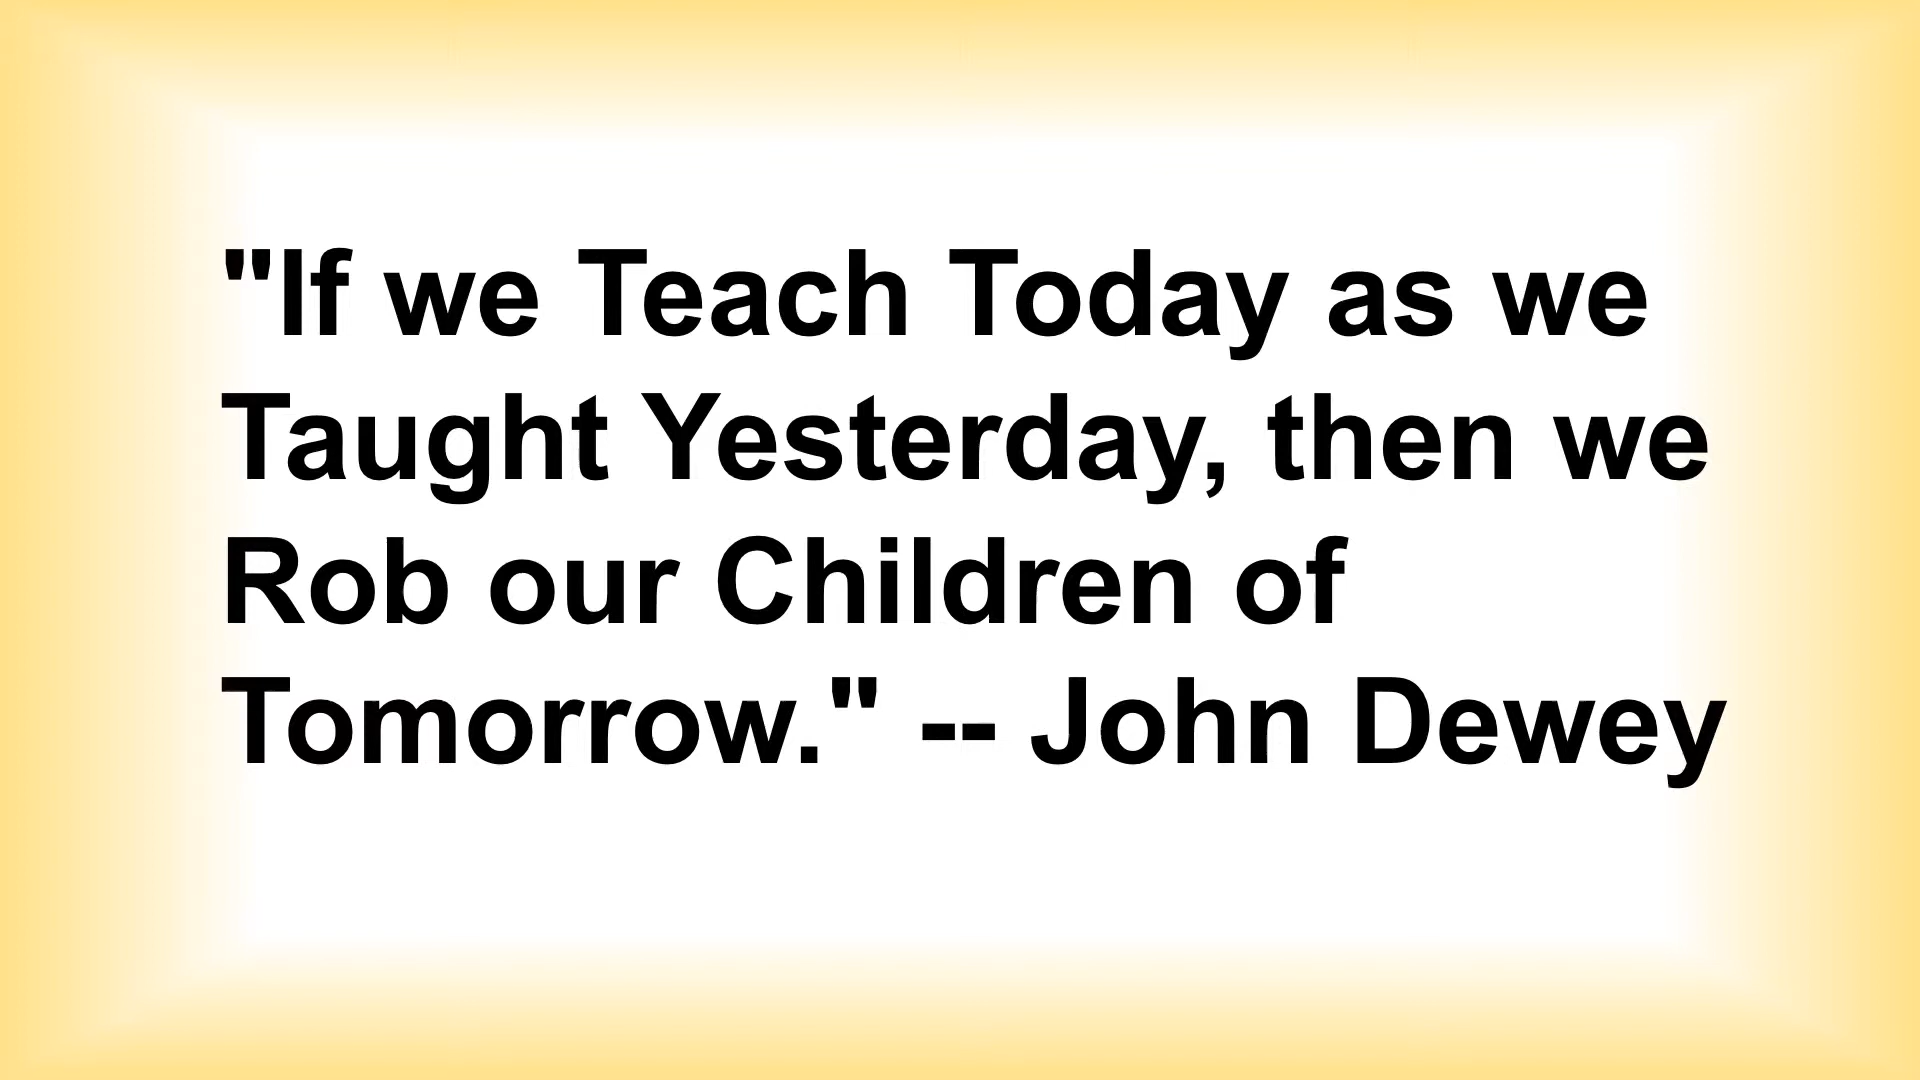 "If we Teach Today as we
Taught Yesterday, then we
Rob our Children of
Tomorrow." -- John Dewey